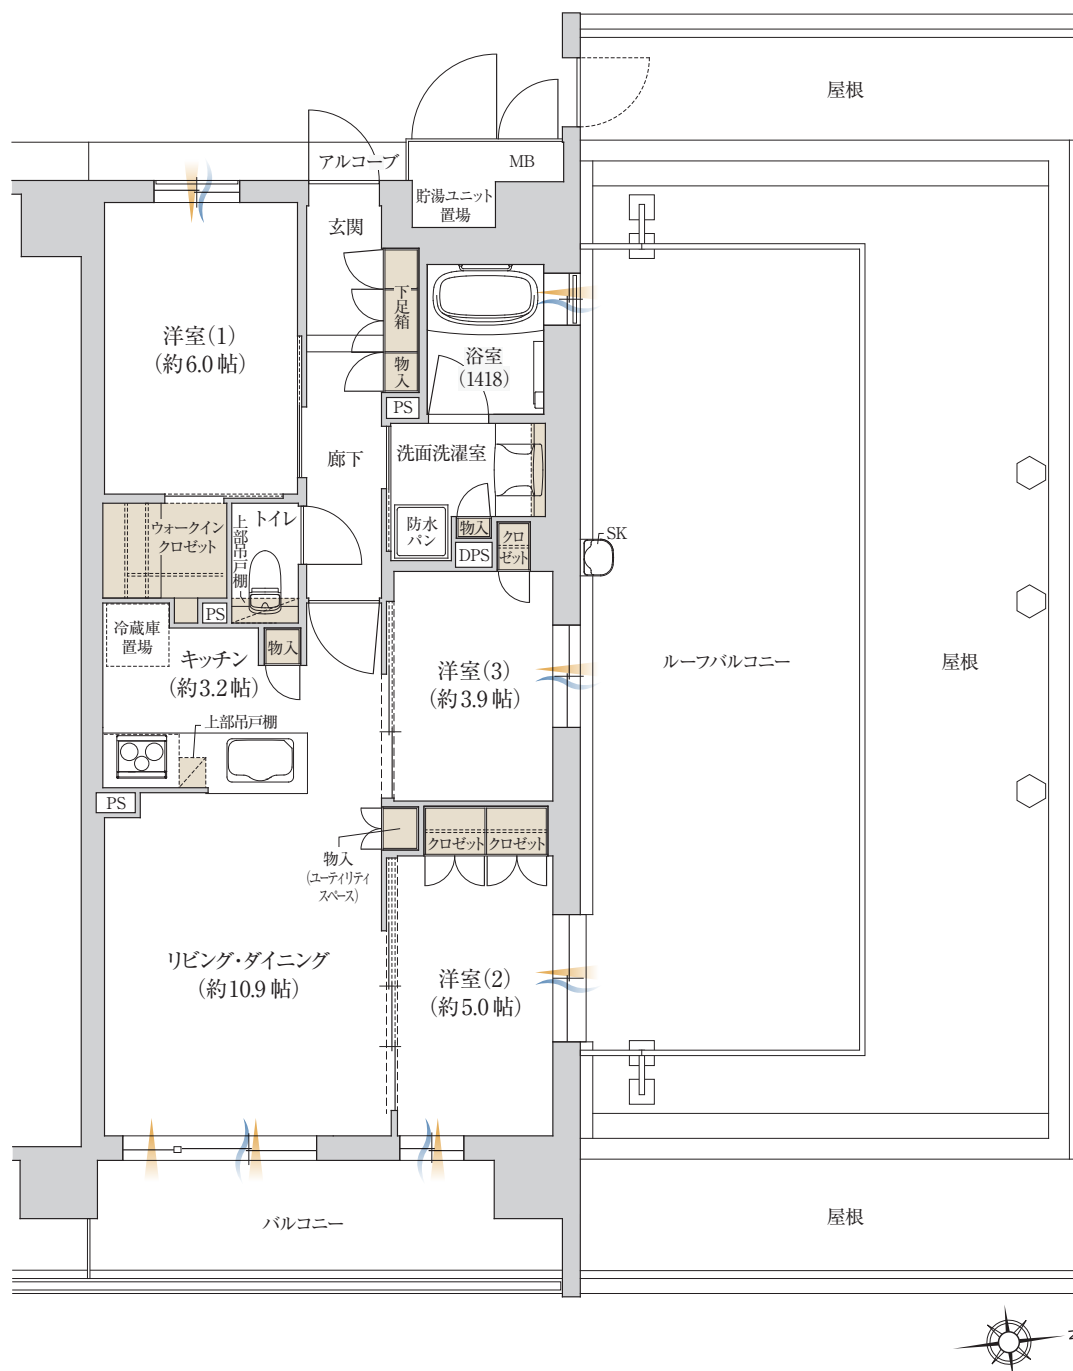 屋根
アルコーブ
MB
貯湯ユニット
置場
玄関
下足箱
洋室(1)
(約6.0帖)
物入
浴室
(1418)
PS
廊下
洗面洗濯室
ウォークイン
クロゼット
上部吊戸棚
トイレ
防水
パン
物入
DPS
クロ
ゼット
SK
PS
冷蔵庫
置場
キッチン
(約3.2帖)
物入
洋室(3)
(約3.9帖)
ルーフバルコニー
屋根
上部吊戸棚
PS
物入
(ユーティリティ
スペース)
クロゼット
クロゼット
リビング・ダイニング
(約10.9帖)
洋室(2)
(約5.0帖)
バルコニー
屋根